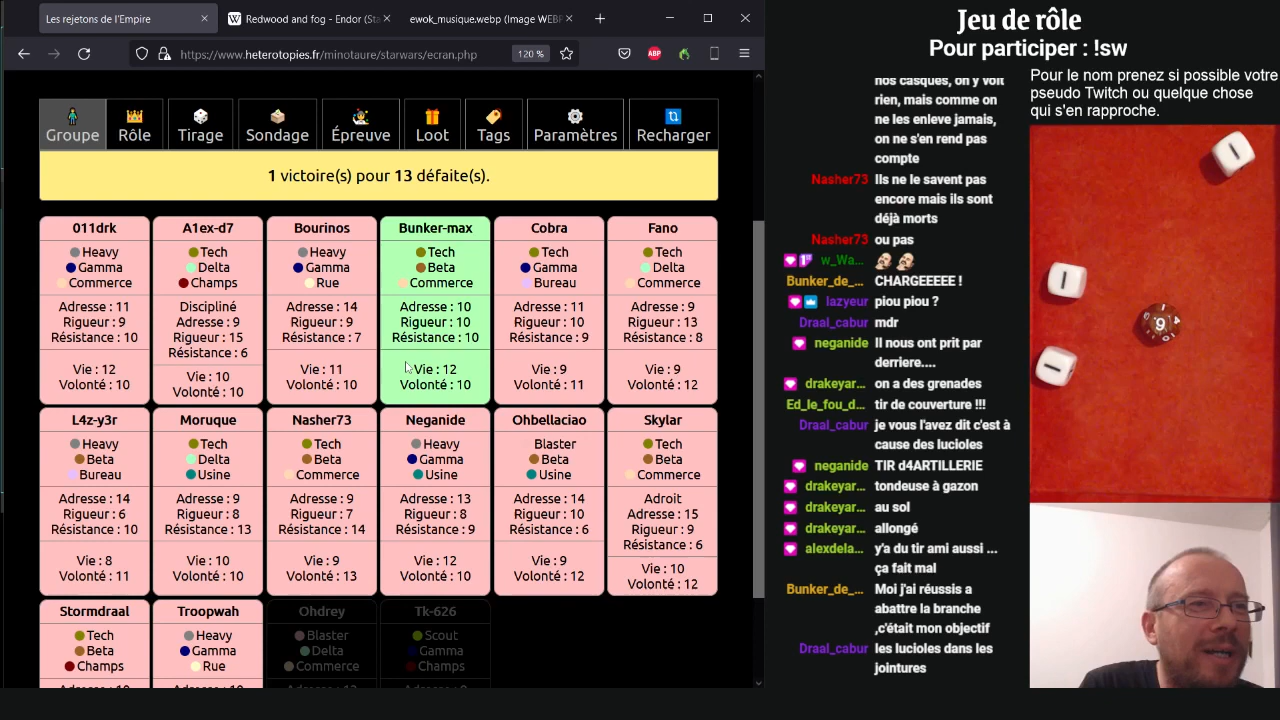 Les rejetons de l'Empire
Redwood and fog - Endor (St
ewok_musique.webp (Image WEBP
https://www.heterotopies.fr/minotaure/starwars/ecran.php
120 %
ABP
Groupe
Rôle
Tirage
Sondage
Épreuve
Loot
Tags
Paramètres
Recharger
1 victoire(s) pour 13 défaite(s).
011drk
Heavy
Gamma
Commerce
Adresse : 11
Rigueur : 9
Résistance : 10
Vie : 12
Volonté : 10
A1ex-d7
Tech
Delta
Champs
Discipliné
Adresse : 9
Rigueur : 15
Résistance : 6
Vie : 10
Volonté : 10
Bourinos
Heavy
Gamma
Rue
Adresse : 14
Rigueur : 9
Résistance : 7
Vie : 11
Volonté : 10
Bunker-max
Tech
Beta
Commerce
Adresse : 10
Rigueur : 10
Résistance : 10
Vie : 12
Volonté : 10
Cobra
Tech
Gamma
Bureau
Adresse : 11
Rigueur : 10
Résistance : 9
Vie : 9
Volonté : 11
Fano
Tech
Delta
Commerce
Adresse : 9
Rigueur : 13
Résistance : 8
Vie : 9
Volonté : 12
L4z-y3r
Heavy
Beta
Bureau
Adresse : 14
Rigueur : 6
Résistance : 10
Vie : 8
Volonté : 11
Moruque
Tech
Delta
Usine
Adresse : 9
Rigueur : 8
Résistance : 13
Vie : 10
Volonté : 10
Nasher73
Tech
Beta
Commerce
Adresse : 9
Rigueur : 7
Résistance : 14
Vie : 9
Volonté : 13
Neganide
Heavy
Gamma
Usine
Adresse : 13
Rigueur : 8
Résistance : 9
Vie : 12
Volonté : 10
Ohbellaciao
Blaster
Beta
Usine
Adresse : 14
Rigueur : 10
Résistance : 6
Vie : 9
Volonté : 12
Skylar
Tech
Beta
Commerce
Adroit
Adresse : 15
Rigueur : 9
Résistance : 6
Vie : 10
Volonté : 12
Stormdraal
Tech
Beta
Champs
Troopwah
Heavy
Gamma
Rue
Ohdrey
Blaster
Delta
Commerce
Tk-626
Scout
Gamma
Champs
nos casques, on y voit
rien, mais comme on
ne les enleve jamais,
on ne s'en rend pas
compte
Nasher73 Ils ne le savent pas
encore mais ils sont
déjà morts
Nasher73 ou pas
w_Wa...
Bunker_de_... CHARGEEEEE !
lazyeur piou piou ?
Draal_cabur mdr
neganide Il nous ont prit par
derriere....
drakeyar... on a des grenades
Ed_le_fou_d... tir de couverture !!!
Draal_cabur je vous l'avez dit c'est à
cause des lucioles
neganide TIR d4ARTILLERIE
drakeyar... tondeuse à gazon
drakeyar... au sol
drakeyar... allongé
alexdela... y'a du tir ami aussi ...
ça fait mal
Bunker_de_... Moi j'ai réussis a
abattre la branche
,c'était mon objectif
Draal_cabur les lucioles dans les
jointures
Jeu de rôle
Pour participer : !sw
Pour le nom prenez si possible votre
pseudo Twitch ou quelque chose
qui s'en rapproche.
9